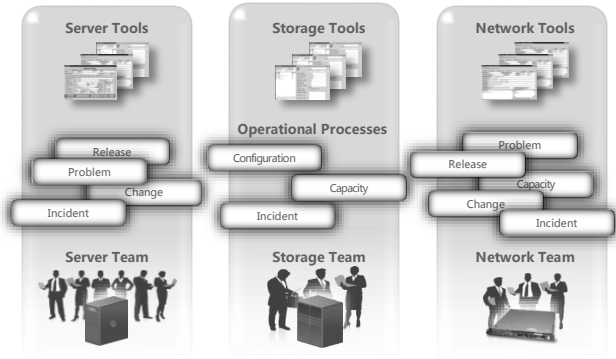 Server Tools
Storage Tools
Network Tools
Operational Processes
Release
Problem
Change
Incident
Configuration
Capacity
Incident
Problem
Release
Capacity
Change
Incident
Server Team
Storage Team
Network Team